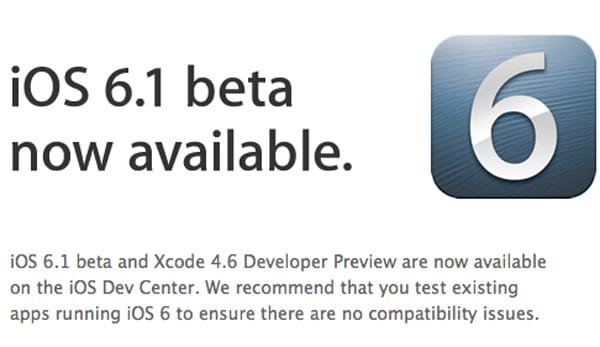 iOS 6.1 beta
now available.
6
iOS 6.1 beta and Xcode 4.6 Developer Preview are now available
on the iOS Dev Center. We recommend that you test existing
apps running iOS 6 to ensure there are no compatibility issues.